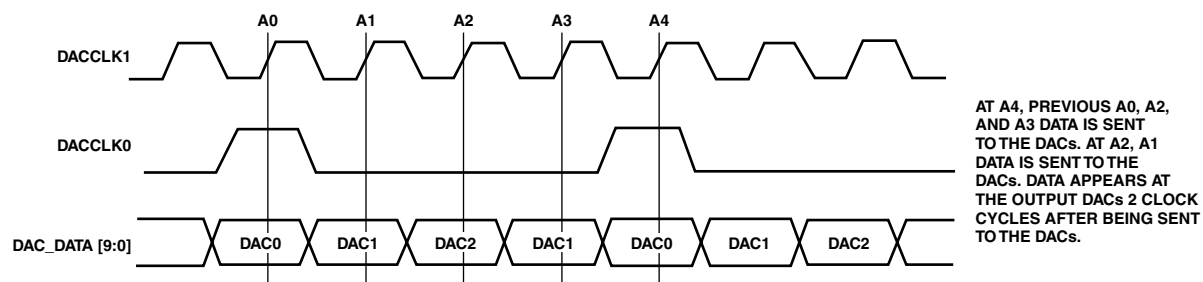 A0 A1 A2 A3 A4
DACCLK1
DACCLK0
DAC_DATA [9:0]
DAC0 DAC1 DAC2 DAC1 DAC0 DAC1 DAC2
AT A4, PREVIOUS A0, A2,
AND A3 DATA IS SENT
TO THE DACs. AT A2, A1
DATA IS SENT TO THE
DACs. DATA APPEARS AT
THE OUTPUT DACs 2 CLOCK
CYCLES AFTER BEING SENT
TO THE DACs.